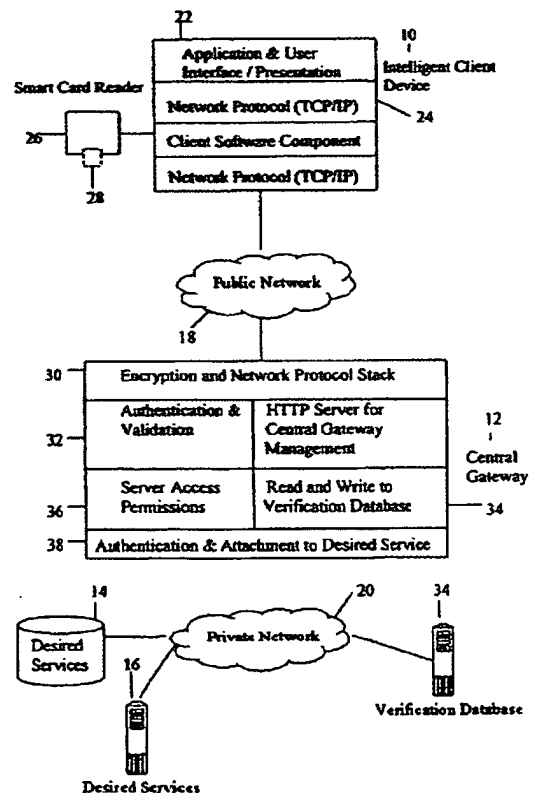 22
Application & User
Interface / Presentation
10
Intelligent Client
Device
Smart Card Reader
Network Protocol (TCP/IP)
24
26
Client Software Component
28
Network Protocol (TCP/IP)
Public Network
18
30
Encryption and Network Protocol Stack
32
Authentication &
Validation
HTTP Server for
Central Gateway
Management
12
Central
Gateway
36
Server Access
Permissions
Read and Write to
Verification Database
34
38
Authentication & Attachment to Desired Service
14
20
34
Desired
Services
Private Network
16
Verification Database
Desired Services